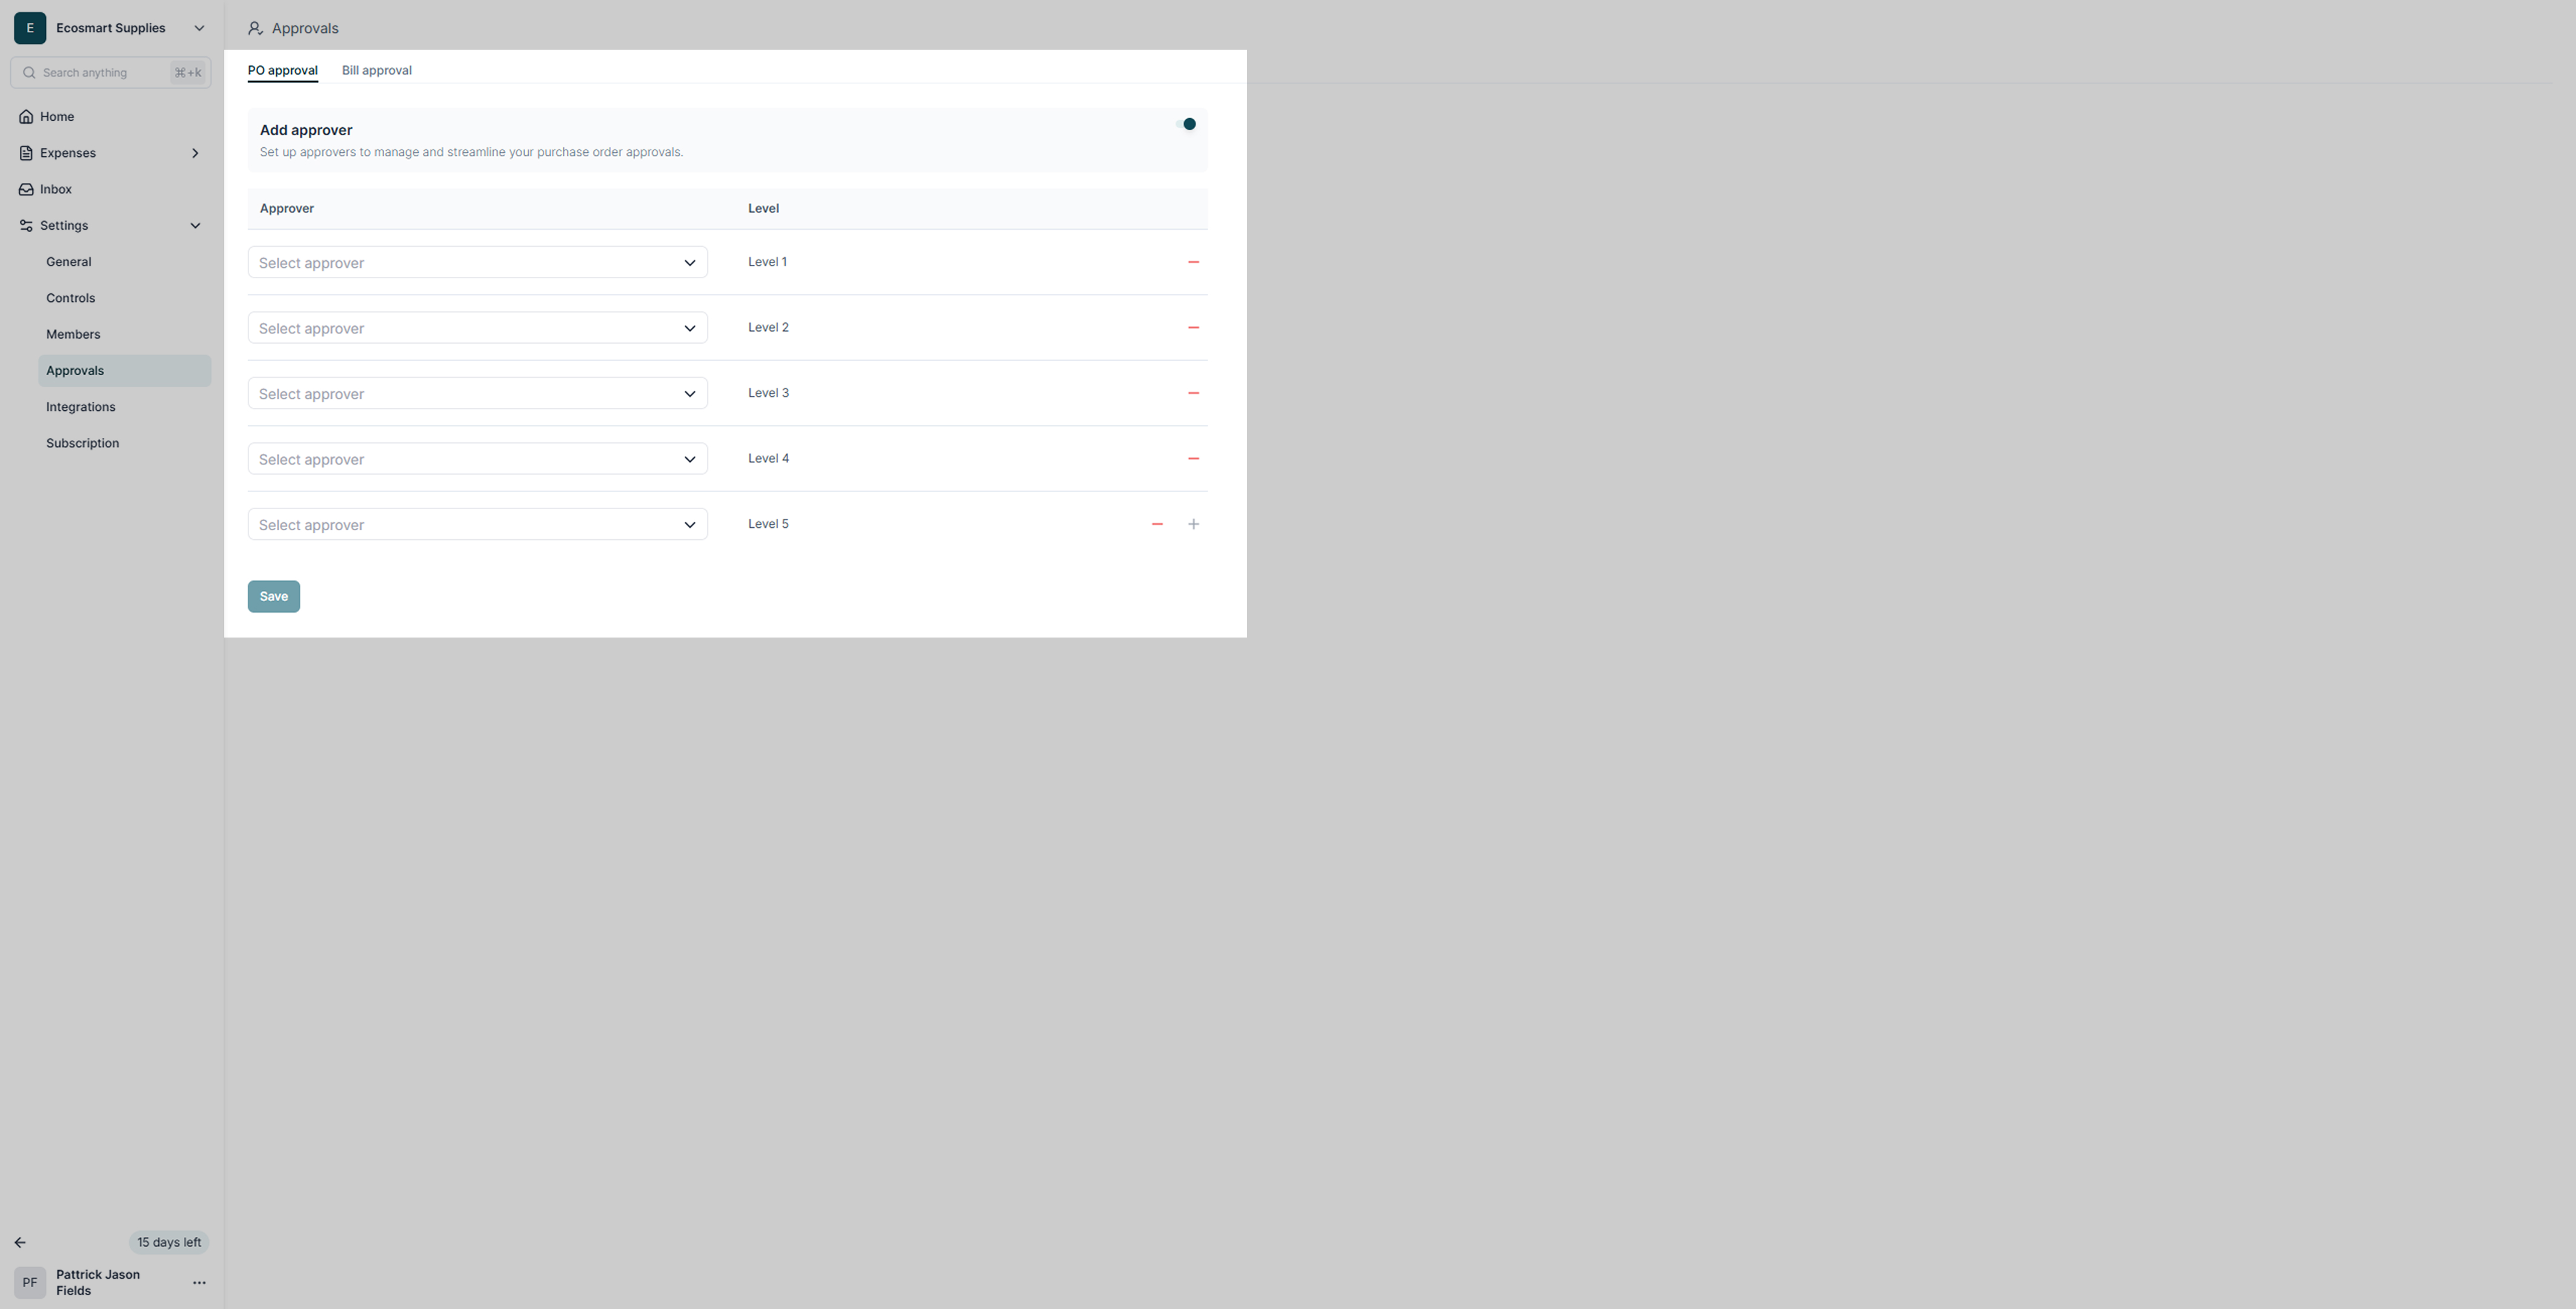 E
Ecosmart Supplies
Search anything
⌘+k
Home
Expenses
Inbox
Settings
General
Controls
Members
Approvals
Integrations
Subscription
15 days left
PF
Pattrick Jason
Fields
Approvals
PO approval
Bill approval
Add approver
Set up approvers to manage and streamline your purchase order approvals.
Approver
Level
Select approver
Level 1
Select approver
Level 2
Select approver
Level 3
Select approver
Level 4
Select approver
Level 5
Save